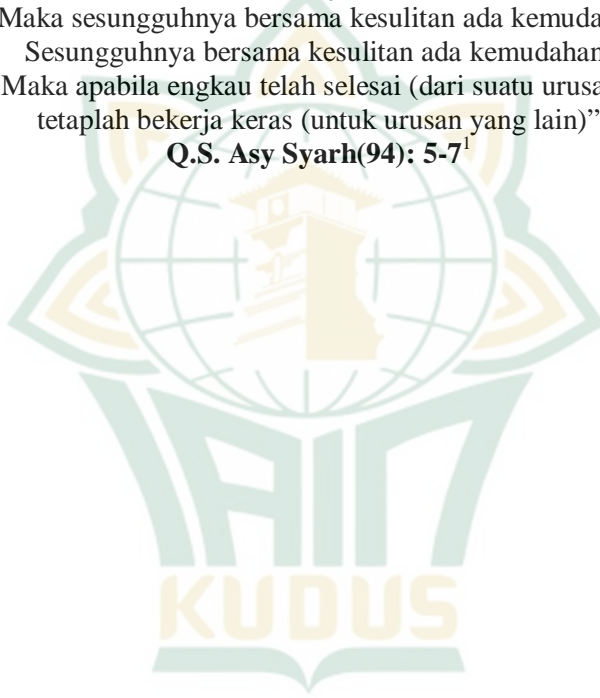 Maka sesungguhnya bersama kesulitan ada kemuda
Sesungguhnya bersama kesulitan ada kemudahan
Maka apabila engkau telah selesai (dari suatu urusa
tetaplah bekerja keras (untuk urusan yang lain)”
Q.S. Asy Syarh(94): 5-7¹
IAIN
KUDUS